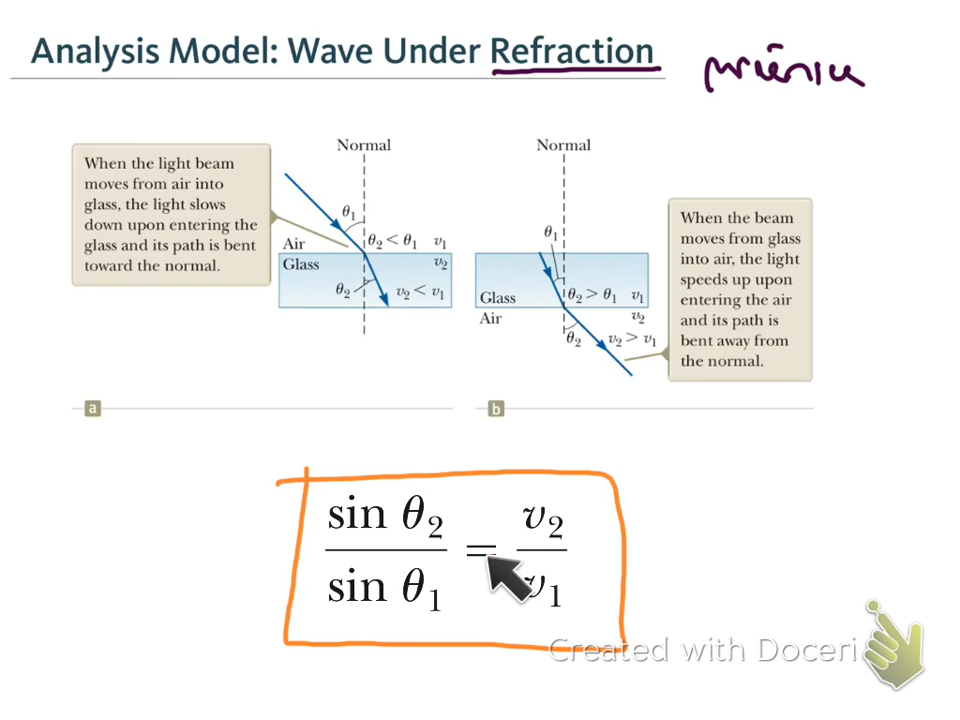 Analysis Model: Wave Under Refraction
When the light beam
moves from air into
glass, the light slows
down upon entering the
glass and its path is bent
toward the normal.
Normal
θ₁
Air
θ₂ < θ₁
v₁
Glass
v₂
θ₂
v₂ < v₁
a
Normal
θ₁
Glass
θ₂ > θ₁
v₁
Air
v₂
θ₂
v₂ > v₁
b
When the beam
moves from glass
into air, the light
speeds up upon
entering the air
and its path is
bent away from
the normal.
sin θ₂ / sin θ₁ = v₂ / v₁
Created with Doceri